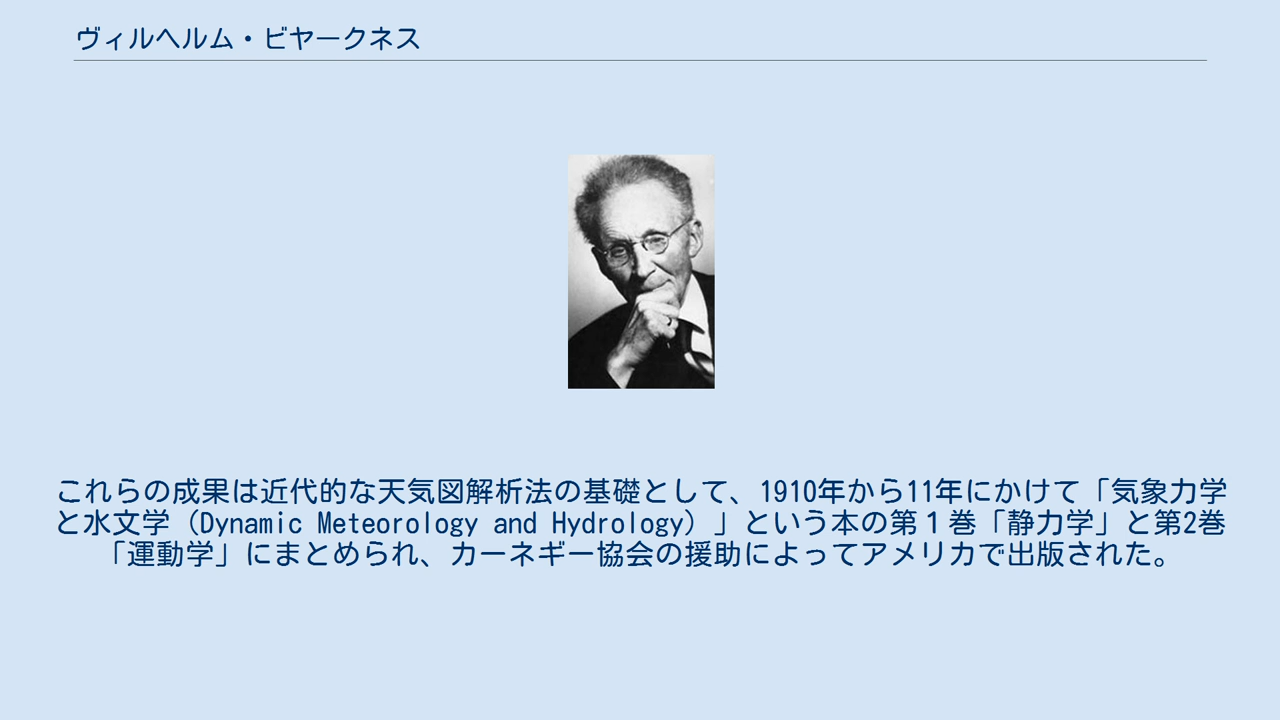 ヴィルヘルム・ビヤークネス
これらの成果は近代的な天気図解析法の基礎として、1910年から11年にかけて「気象力学
と水文学（Dynamic Meteorology and Hydrology）」という本の第１巻「静力学」と第2巻
「運動学」にまとめられ、カーネギー協会の援助によってアメリカで出版された。